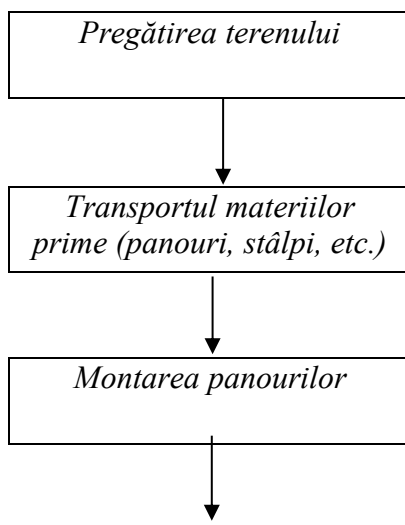 Pregătirea terenului
Transportul materiilor
prime (panouri, stâlpi, etc.)
Montarea panourilor